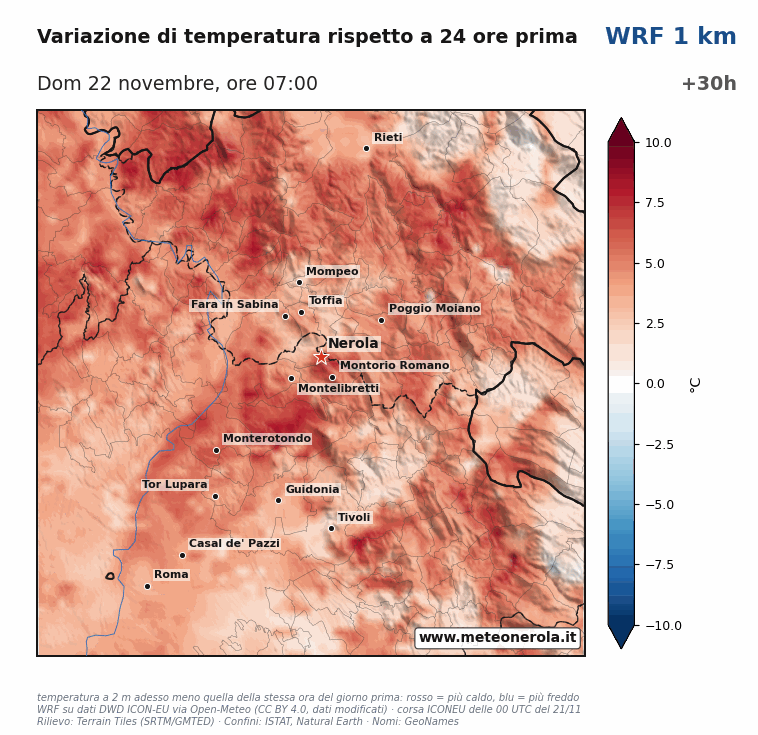 Variazione di temperatura rispetto a 24 ore prima
WRF 1 km
Dom 22 novembre, ore 07:00
+30h
Rieti
Mompeo
Fara in Sabina
Toffia
Poggio Moiano
Nerola
Montorio Romano
Montelibretti
Monterotondo
Tor Lupara
Guidonia
Tivoli
Casal de' Pazzi
Roma
www.meteonerola.it
10.0
7.5
5.0
2.5
0.0
−2.5
−5.0
−7.5
−10.0
°C
temperatura a 2 m adesso meno quella della stessa ora del giorno prima: rosso = più caldo, blu = più freddo
WRF su dati DWD ICON-EU via Open-Meteo (CC BY 4.0, dati modificati) · corsa ICONEU delle 00 UTC del 21/11
Rilievo: Terrain Tiles (SRTM/GMTED) · Confini: ISTAT, Natural Earth · Nomi: GeoNames